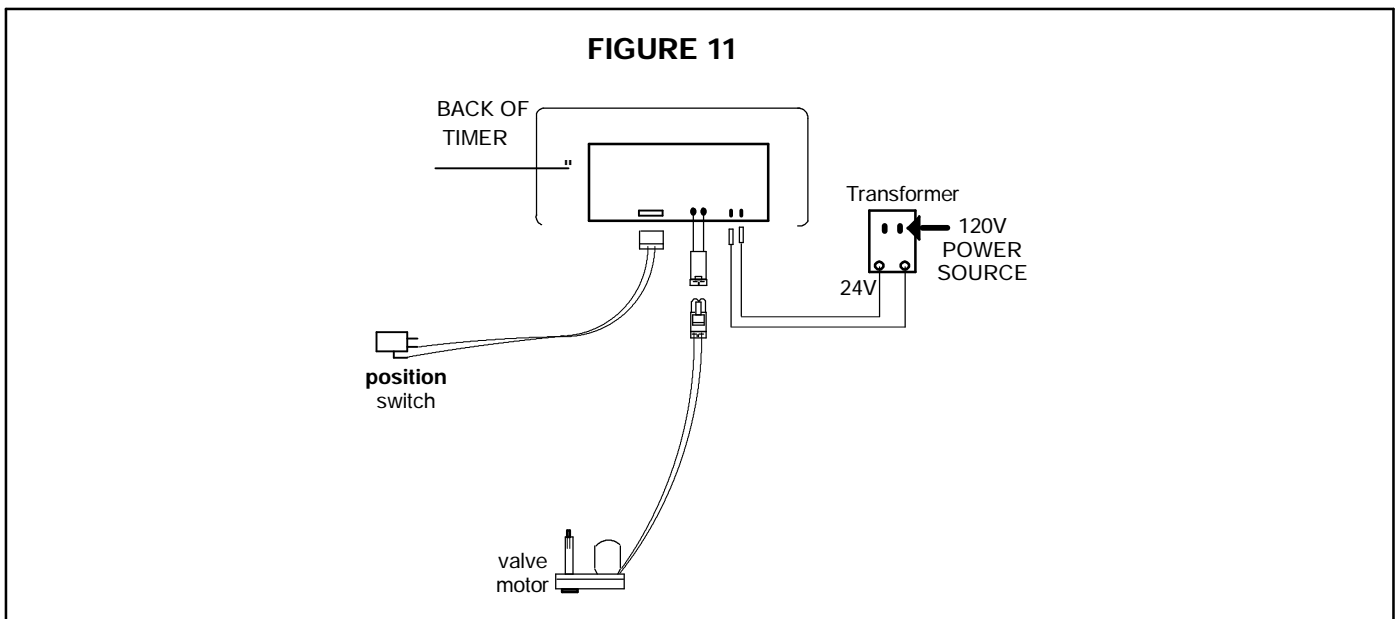 FIGURE 11
BACK OF
TIMER
Transformer
120V
POWER
SOURCE
24V
position
switch
valve
motor